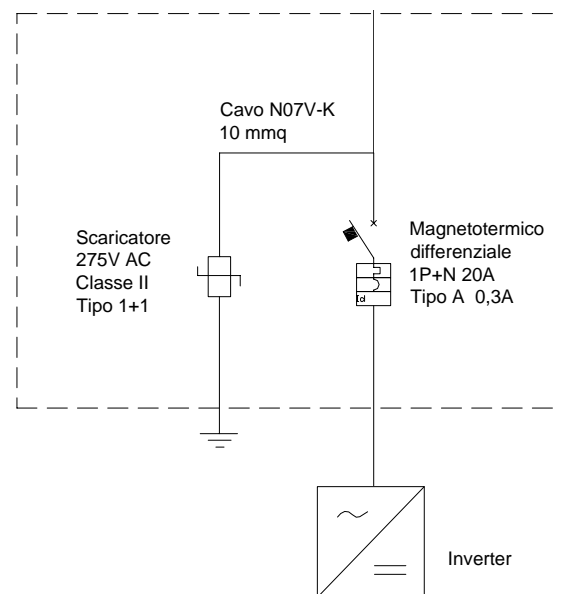 Cavo N07V-K
10 mmq
Scaricatore
275V AC
Classe II
Tipo 1+1
Magnetotermico
differenziale
1P+N 20A
Tipo A 0,3A
Id
Inverter